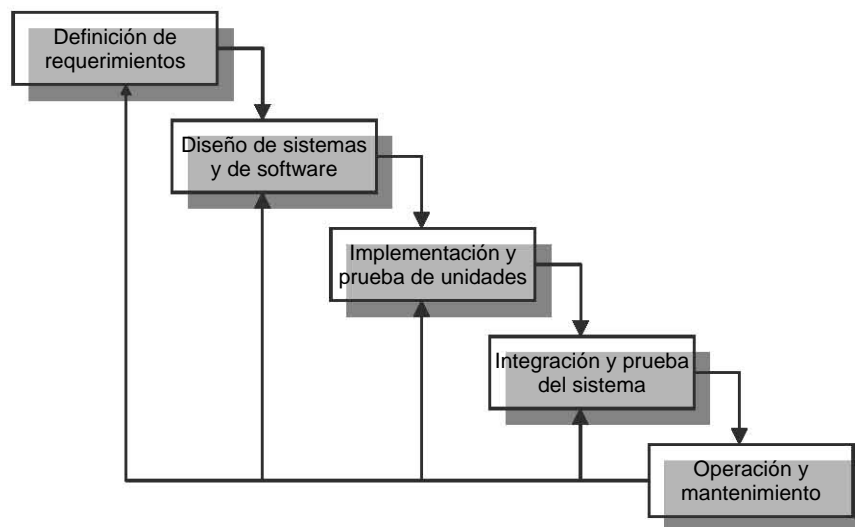 Definición de
requerimientos
Diseño de sistemas
y de software
Implementación y
prueba de unidades
Integración y prueba
del sistema
Operación y
mantenimiento